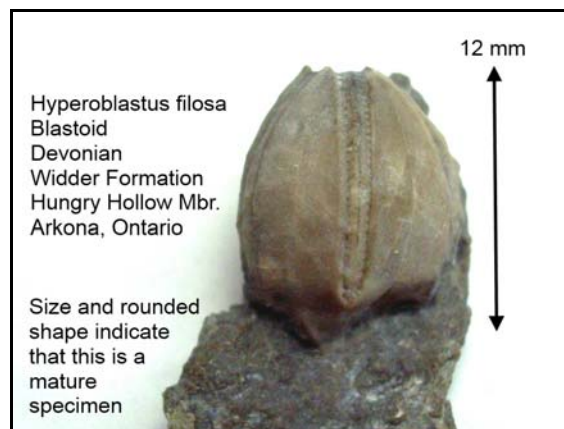 12 mm
Hyperoblastus filosa
Blastoid
Devonian
Widder Formation
Hungry Hollow Mbr.
Arkona, Ontario
Size and rounded
shape indicate
that this is a
mature
specimen